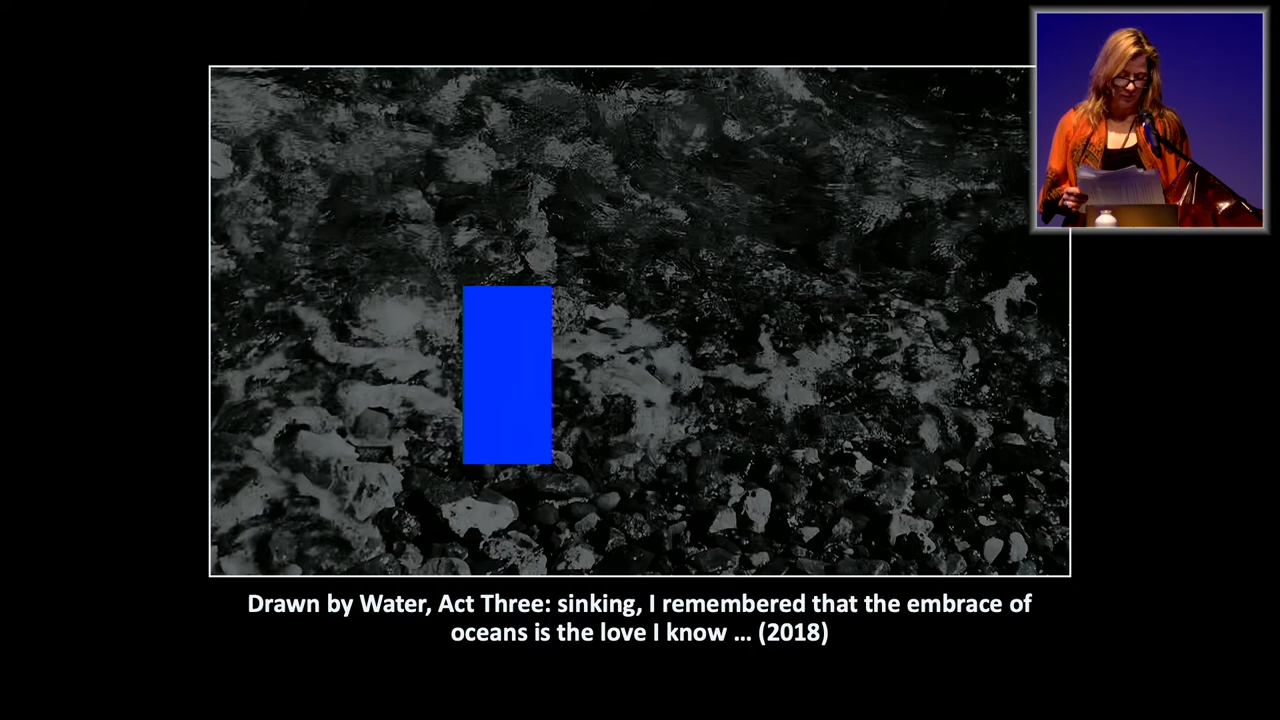 Drawn by Water, Act Three: sinking, I remembered that the embrace of
oceans is the love I know ... (2018)